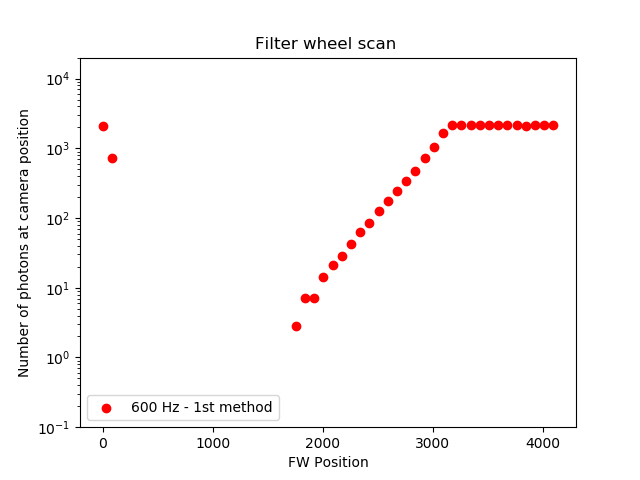 Filter wheel scan
Number of photons at camera position
10^4
10^3
10^2
10^1
10^0
10^−1
600 Hz - 1st method
0 1000 2000 3000 4000
FW Position